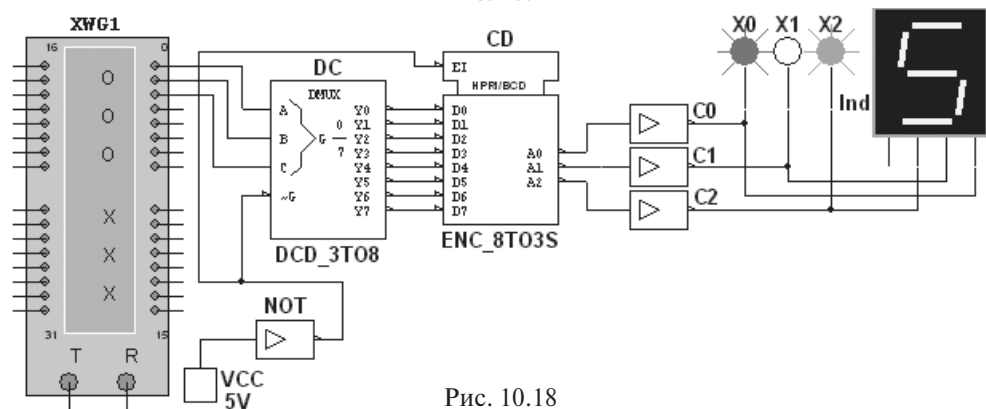 XWG1
16 0
O
O
O
X
X
X
31 15
T R
DC
DMUX
A
B
C
~G
G 0 7
Y0
Y1
Y2
Y3
Y4
Y5
Y6
Y7
DCD_3TO8
NOT
VCC
5V
CD
EI
HPRI/BCD
D0
D1
D2
D3
D4
D5
D6
D7
A0
A1
A2
ENC_8TO3S
C0
C1
C2
X0 X1 X2
Ind
5
Рис. 10.18